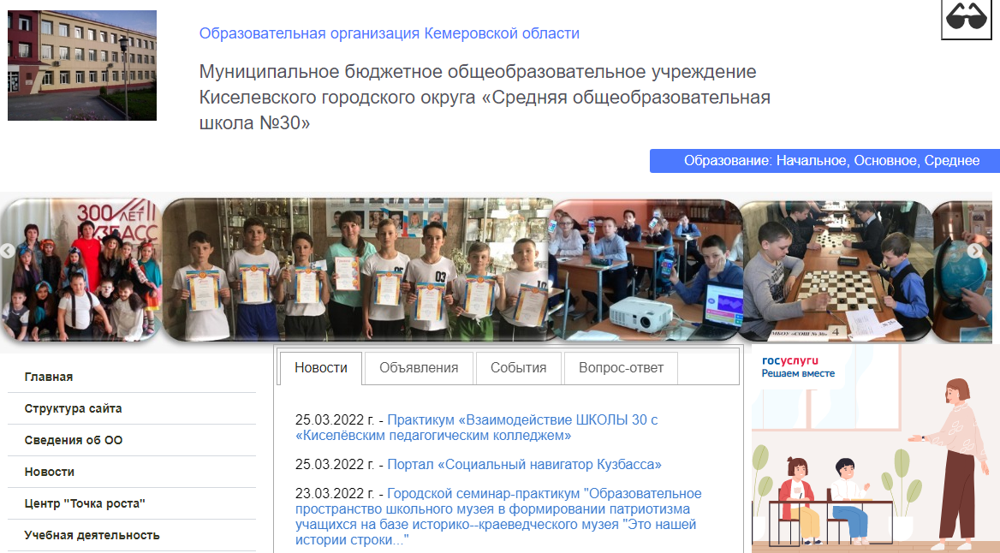 Образовательная организация Кемеровской области
Муниципальное бюджетное общеобразовательное учреждение
Киселевского городского округа «Средняя общеобразовательная
школа №30»
Образование: Начальное, Основное, Среднее
300 ЛЕТ
КУЗБАСС
03
МБОУ «СОШ № 30»
4
Главная
Структура сайта
Сведения об ОО
Новости
Центр "Точка роста"
Учебная деятельность
Новости
Объявления
События
Вопрос-ответ
25.03.2022 г. - Практикум «Взаимодействие ШКОЛЫ 30 с
«Киселёвским педагогическим колледжем»
25.03.2022 г. - Портал «Социальный навигатор Кузбасса»
23.03.2022 г. - Городской семинар-практикум "Образовательное
пространство школьного музея в формировании патриотизма
учащихся на базе историко--краеведческого музея "Это нашей
истории строки..."
госуслуги
Решаем вместе